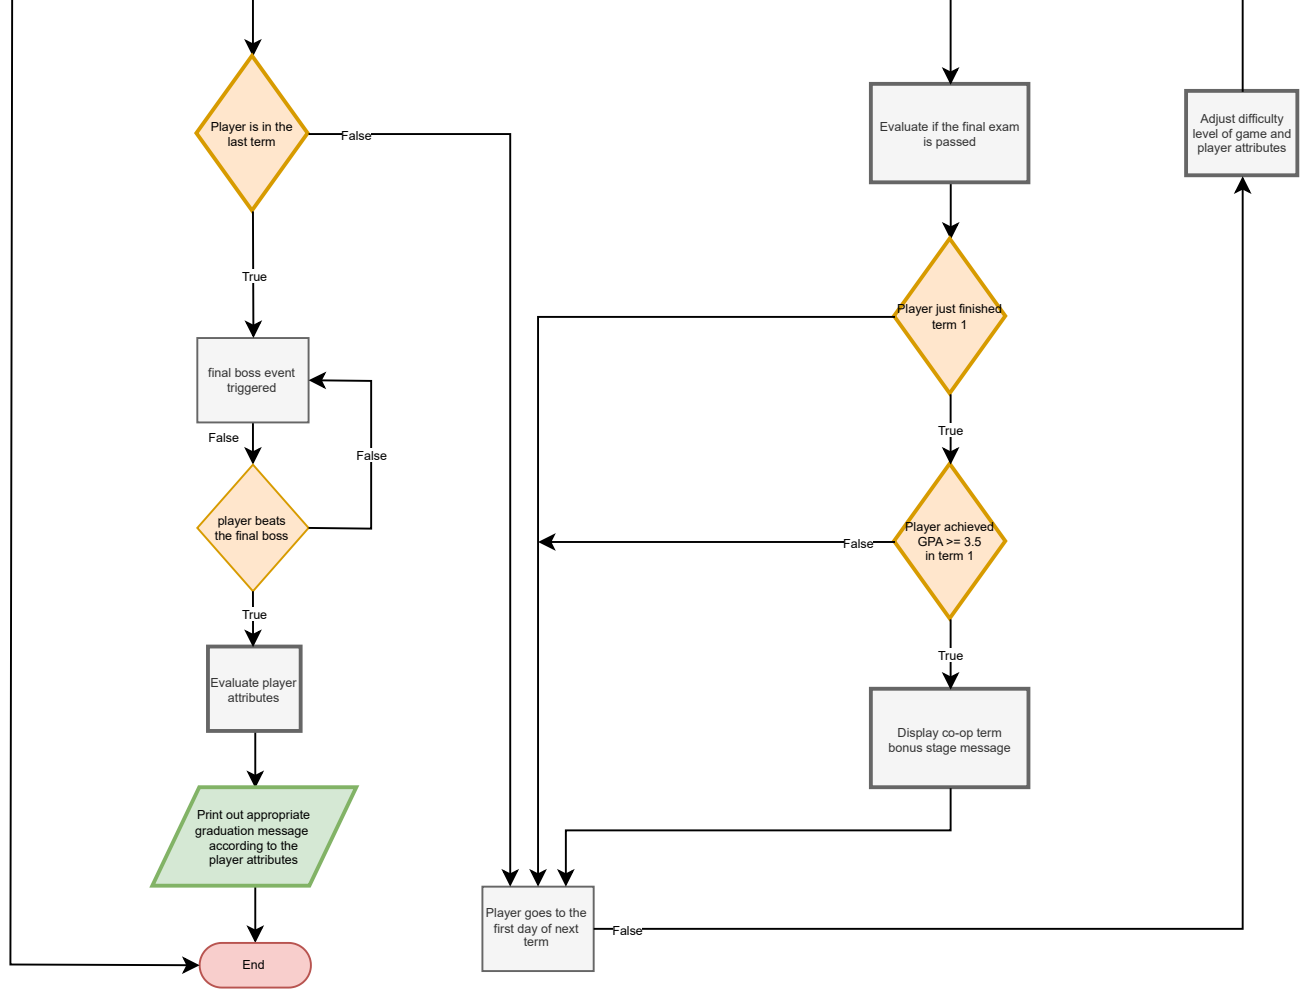 Player is in the
last term
False
True
final boss event
triggered
False
False
player beats
the final boss
True
Evaluate player
attributes
Print out appropriate
graduation message
according to the
player attributes
End
Evaluate if the final exam
is passed
Player just finished
term 1
True
Player achieved
GPA >= 3.5
in term 1
False
True
Display co-op term
bonus stage message
Player goes to the
first day of next
term
False
Adjust difficulty
level of game and
player attributes